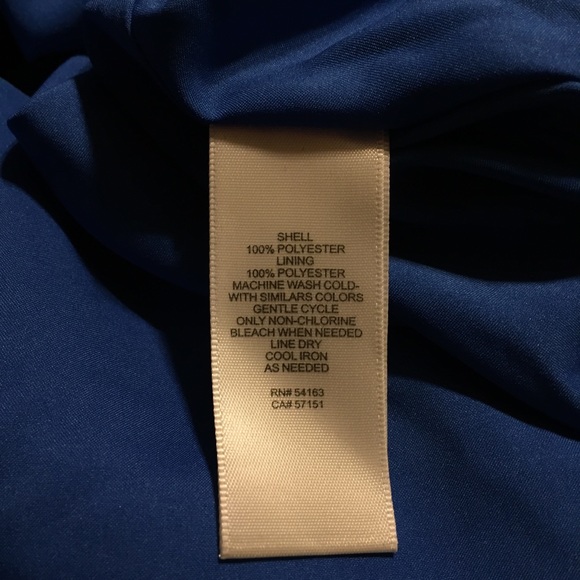 SHELL
100% POLYESTER
LINING
100% POLYESTER
MACHINE WASH COLD-
WITH SIMILARS COLORS
GENTLE CYCLE
ONLY NON-CHLORINE
BLEACH WHEN NEEDED
LINE DRY
COOL IRON
AS NEEDED
RN# 54163
CA# 57151